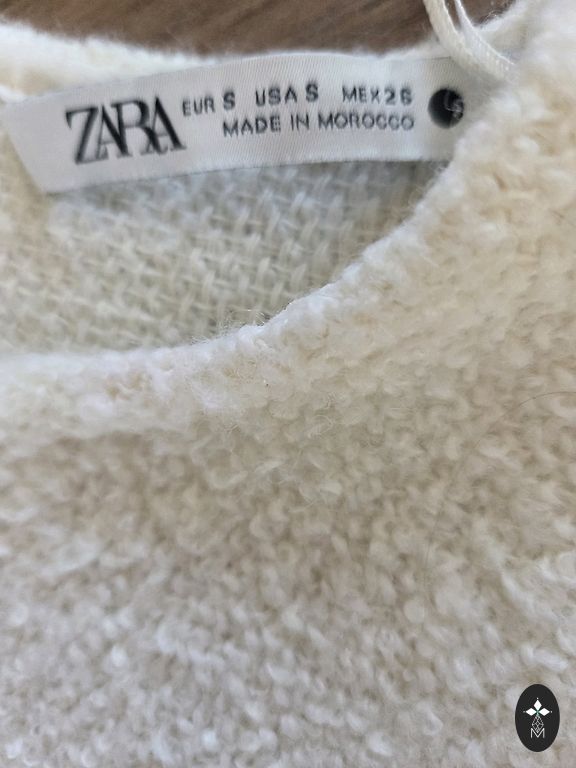 ZARA EUR S USA S MEX 26
MADE IN MOROCCO